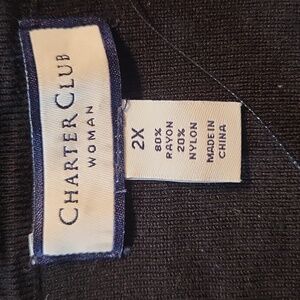 CHARTER CLUB
WOMAN
2X
80%
RAYON
20%
NYLON
MADE IN
CHINA